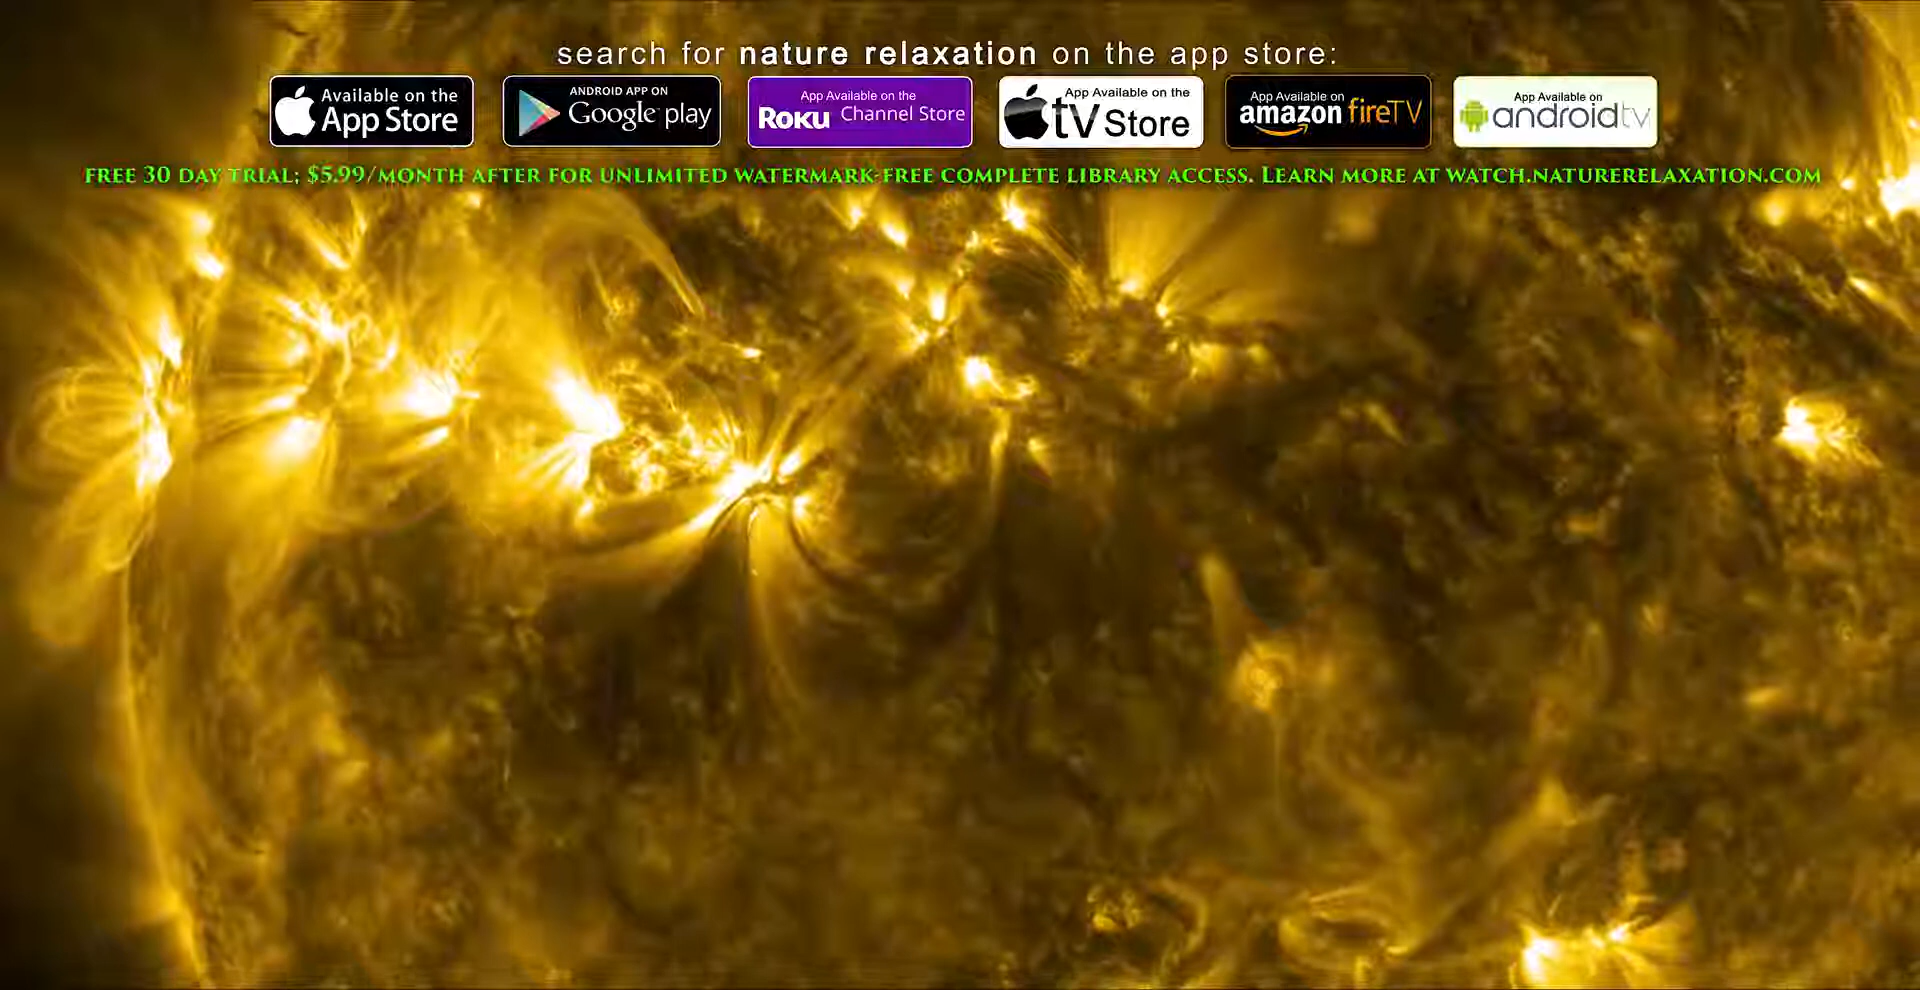 search for nature relaxation on the app store:
Available on the
App Store
ANDROID APP ON
Google play
App Available on the
Roku Channel Store
App Available on the
tv Store
App Available on
amazon fireTV
App Available on
androidtv
FREE 30 DAY TRIAL; $5.99/MONTH AFTER FOR UNLIMITED WATERMARK-FREE COMPLETE LIBRARY ACCESS. LEARN MORE AT WATCH.NATURERELAXATION.COM